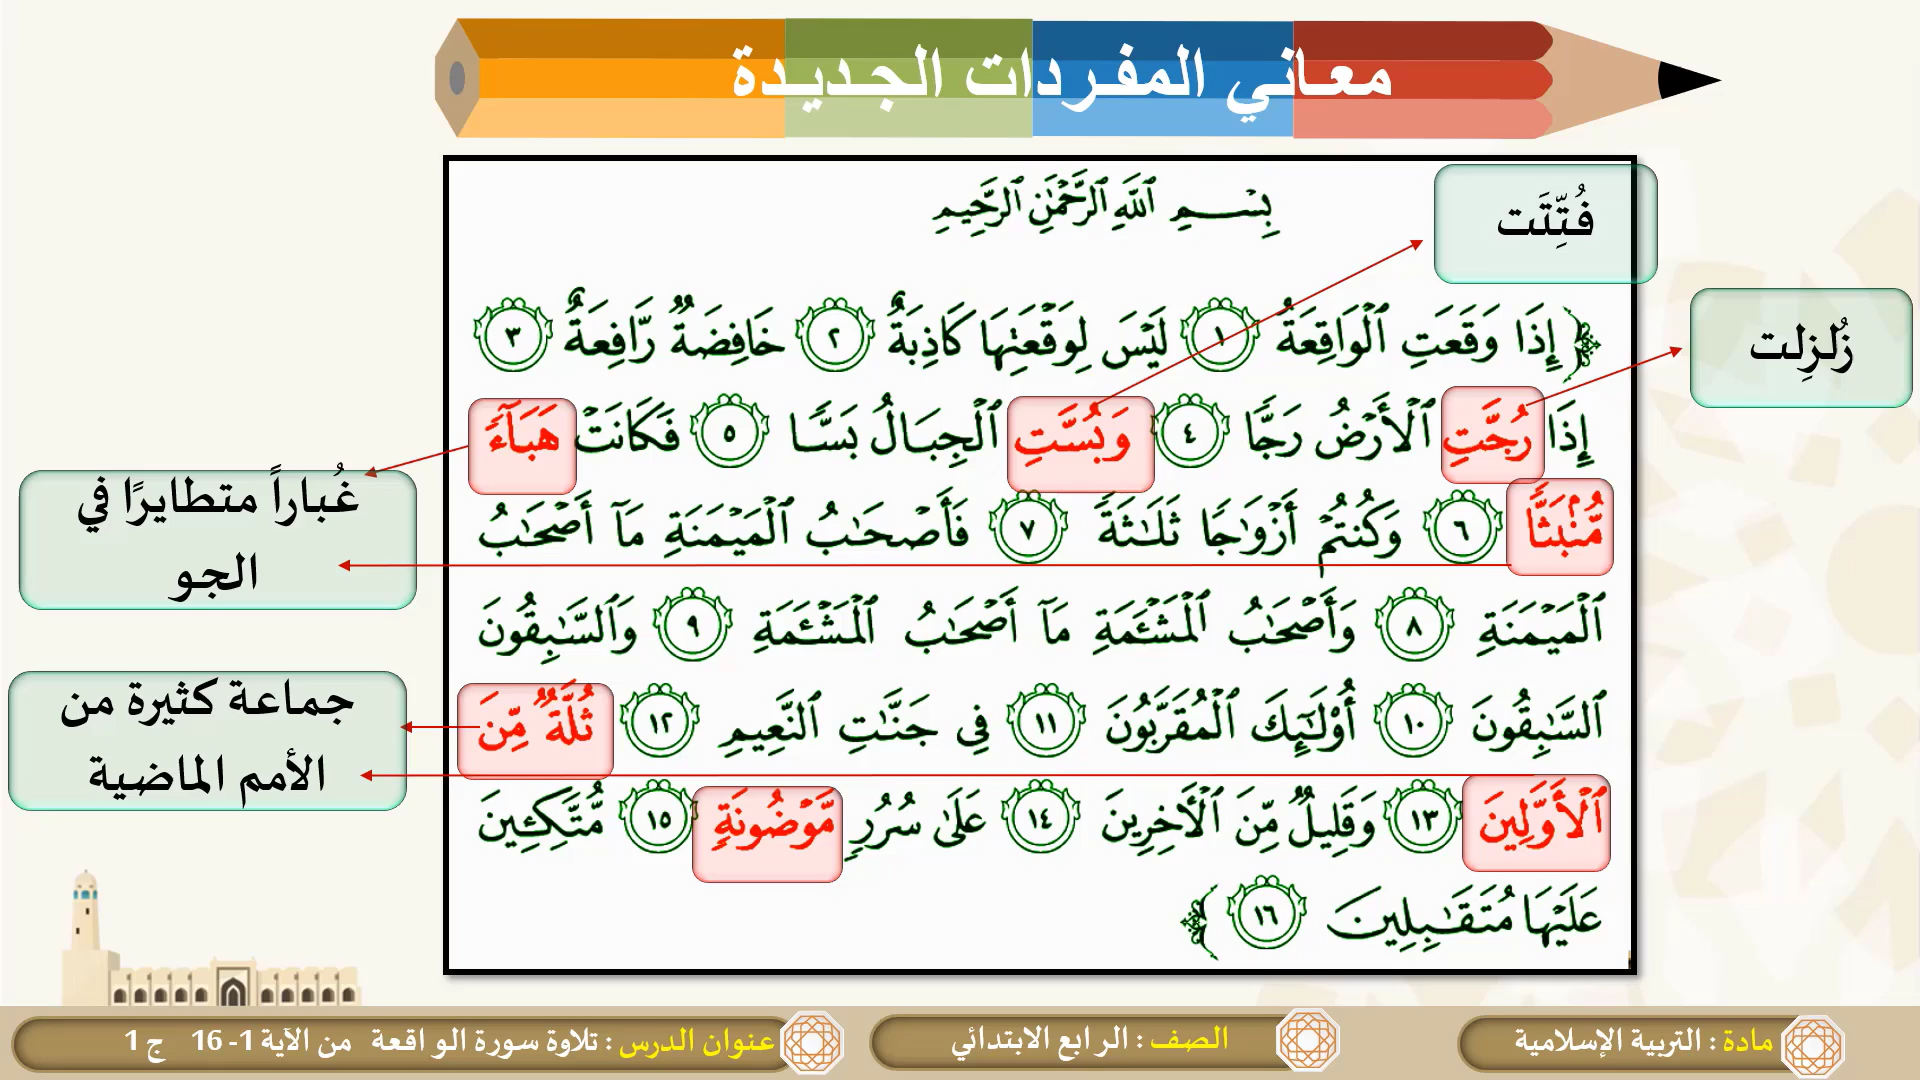 معاني المفردات الجديدة
بِسْمِ ٱللَّهِ ٱلرَّحْمَٰنِ ٱلرَّحِيمِ
فُتِّتَت
زُلزِلت
﴿ إِذَا وَقَعَتِ ٱلْوَاقِعَةُ ١ لَيْسَ لِوَقْعَتِهَا كَاذِبَةٌ ٢ خَافِضَةٌ رَّافِعَةٌ ٣
إِذَا رُجَّتِ ٱلْأَرْضُ رَجًّا ٤ وَبُسَّتِ ٱلْجِبَالُ بَسًّا ٥ فَكَانَتْ هَبَآءً
مُّنۢبَثًّا ٦ وَكُنتُمْ أَزْوَٰجًا ثَلَٰثَةً ٧ فَأَصْحَٰبُ ٱلْمَيْمَنَةِ مَآ أَصْحَٰبُ
ٱلْمَيْمَنَةِ ٨ وَأَصْحَٰبُ ٱلْمَشْـَٔمَةِ مَآ أَصْحَٰبُ ٱلْمَشْـَٔمَةِ ٩ وَٱلسَّٰبِقُونَ
ٱلسَّٰبِقُونَ ١٠ أُو۟لَٰٓئِكَ ٱلْمُقَرَّبُونَ ١١ فِى جَنَّٰتِ ٱلنَّعِيمِ ١٢ ثُلَّةٌ مِّنَ
ٱلْأَوَّلِينَ ١٣ وَقَلِيلٌ مِّنَ ٱلْـَٔاخِرِينَ ١٤ عَلَىٰ سُرُرٍ مَّوْضُونَةٍ ١٥ مُّتَّكِـِٔينَ
عَلَيْهَا مُتَقَٰبِلِينَ ١٦ ﴾
غُباراً متطايرًا في
الجو
جماعة كثيرة من
الأمم الماضية
مادة : التربية الإسلامية
الصف : الرابع الابتدائي
عنوان الدرس : تلاوة سورة الواقعة من الآية 1- 16 ج 1